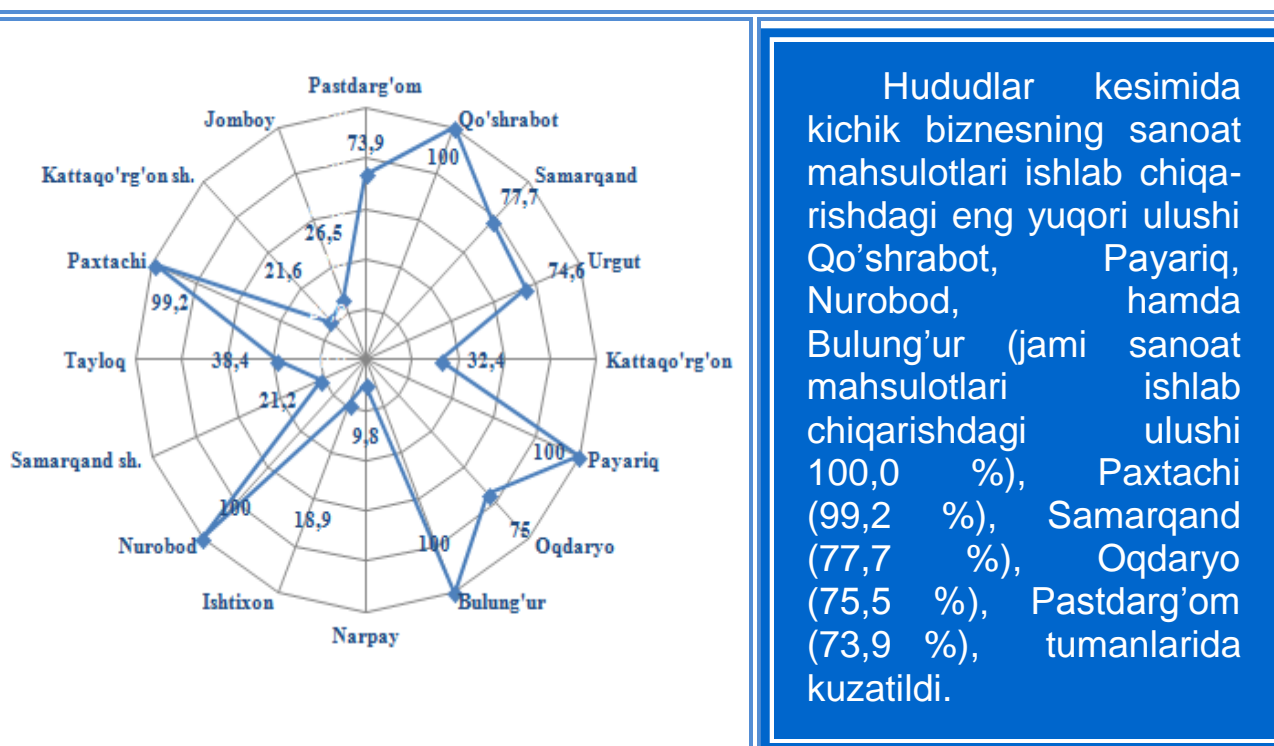 Pastdarg'om
Jomboy
Qo'shrabot
73,9
100
Kattaqo'rg'on sh.
Samarqand
77,7
26,5
Paxtachi
21,6
74,6
Urgut
99,2
Tayloq
38,4
32,4
Kattaqo'rg'on
21,2
9,8
Samarqand sh.
100
Payariq
100
18,9
75
Nurobod
100
Oqdaryo
Ishtixon
Bulung'ur
Narpay
Hududlar kesimida
kichik biznesning sanoat
mahsulotlari ishlab chiqa-
rishdagi eng yuqori ulushi
Qo’shrabot, Payariq,
Nurobod, hamda
Bulung’ur (jami sanoat
mahsulotlari ishlab
chiqarishdagi ulushi
100,0 %), Paxtachi
(99,2 %), Samarqand
(77,7 %), Oqdaryo
(75,5 %), Pastdarg’om
(73,9 %), tumanlarida
kuzatildi.